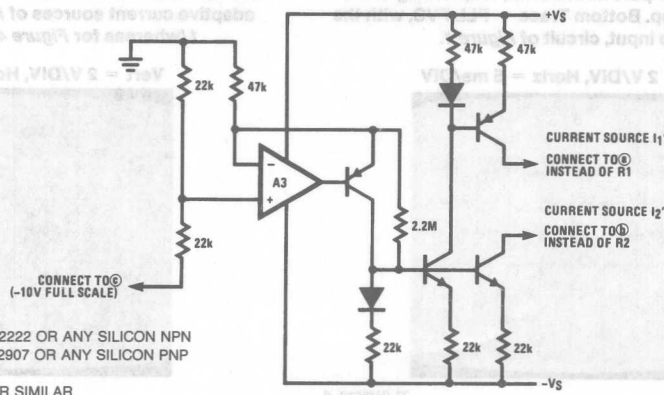 +VS
47k
47k
22k
47k
A3
CURRENT SOURCE I1'
CONNECT TO ⓐ
INSTEAD OF R1
CURRENT SOURCE I2'
CONNECT TO ⓑ
INSTEAD OF R2
2.2M
22k
CONNECT TO ⓒ
(-10V FULL SCALE)
2222 OR ANY SILICON NPN
2907 OR ANY SILICON PNP
R SIMILAR
22k
22k
22k
-VS